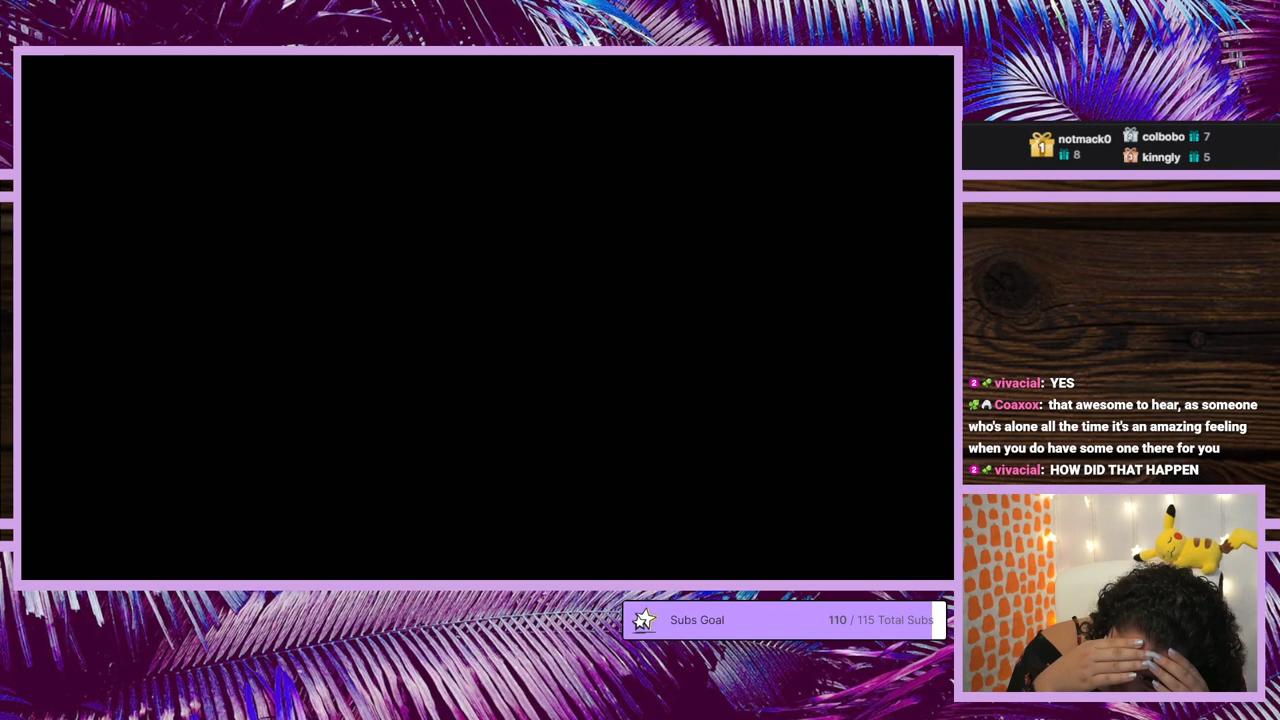 notmack0
8
colbobo 7
kinngly 5
vivacial: YES
Coaxox: that awesome to hear, as someone
who's alone all the time it's an amazing feeling
when you do have some one there for you
vivacial: HOW DID THAT HAPPEN
Subs Goal 110 / 115 Total Subs